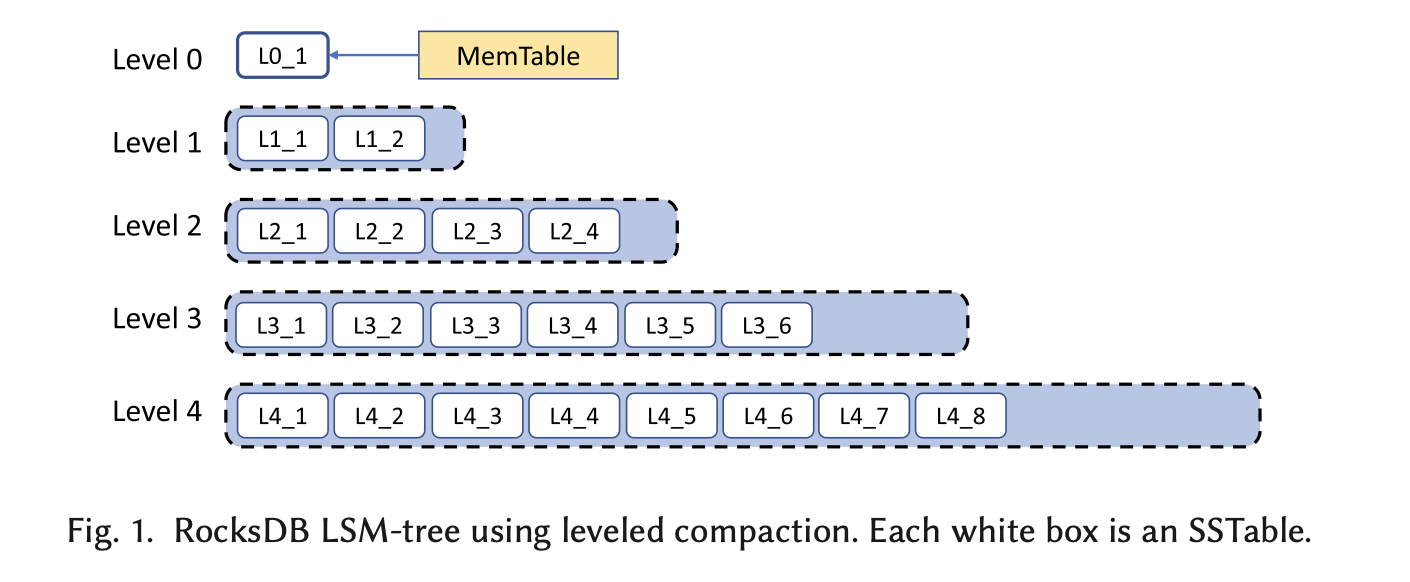 Level 0 L0_1 MemTable
Level 1 L1_1 L1_2
Level 2 L2_1 L2_2 L2_3 L2_4
Level 3 L3_1 L3_2 L3_3 L3_4 L3_5 L3_6
Level 4 L4_1 L4_2 L4_3 L4_4 L4_5 L4_6 L4_7 L4_8
Fig. 1. RocksDB LSM-tree using leveled compaction. Each white box is an SSTable.